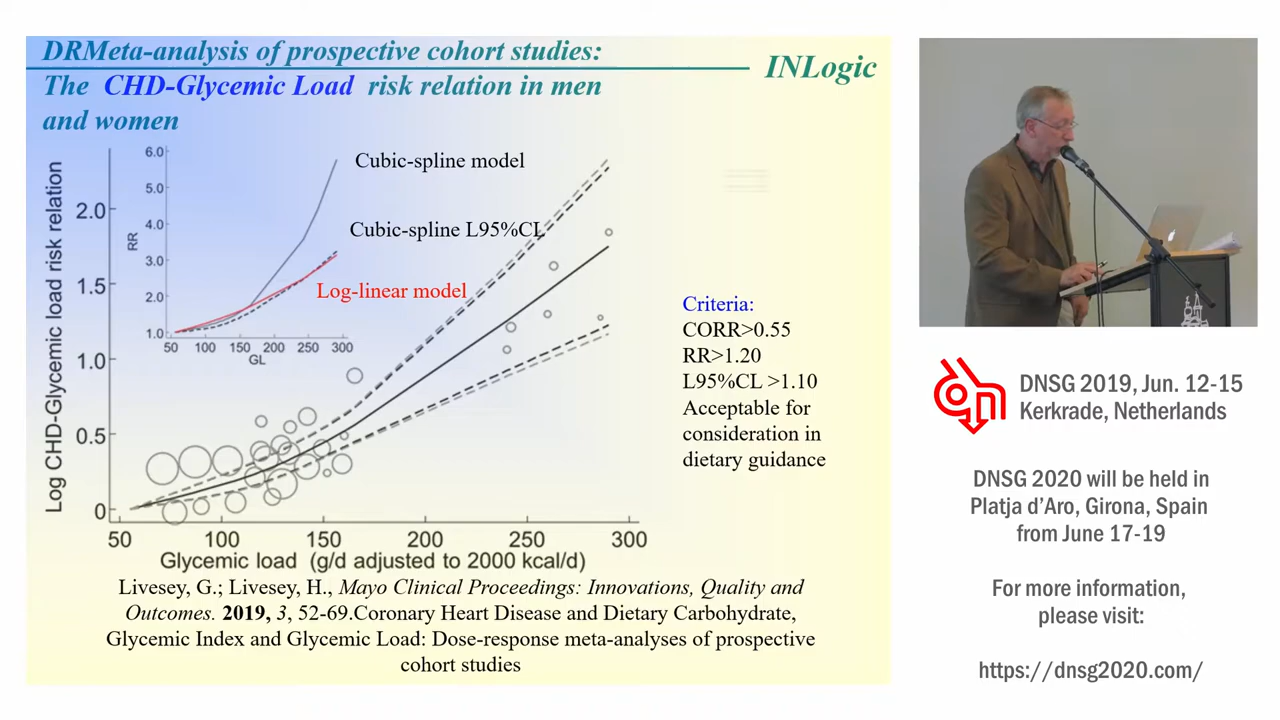 DRMeta-analysis of prospective cohort studies:
The CHD-Glycemic Load risk relation in men
and women
INLogic
Cubic-spline model
Cubic-spline L95%CL
Log-linear model
6.0
5.0
4.0
3.0
2.0
1.0
RR
50 100 150 200 250 300
GL
Log CHD-Glycemic load risk relation
2.0
1.5
1.0
0.5
0
50 100 150 200 250 300
Glycemic load (g/d adjusted to 2000 kcal/d)
Criteria:
CORR>0.55
RR>1.20
L95%CL >1.10
Acceptable for
consideration in
dietary guidance
Livesey, G.; Livesey, H., Mayo Clinical Proceedings: Innovations, Quality and
Outcomes. 2019, 3, 52-69.Coronary Heart Disease and Dietary Carbohydrate,
Glycemic Index and Glycemic Load: Dose-response meta-analyses of prospective
cohort studies
DNSG 2019, Jun. 12-15
Kerkrade, Netherlands
DNSG 2020 will be held in
Platja d'Aro, Girona, Spain
from June 17-19
For more information,
please visit:
https://dnsg2020.com/